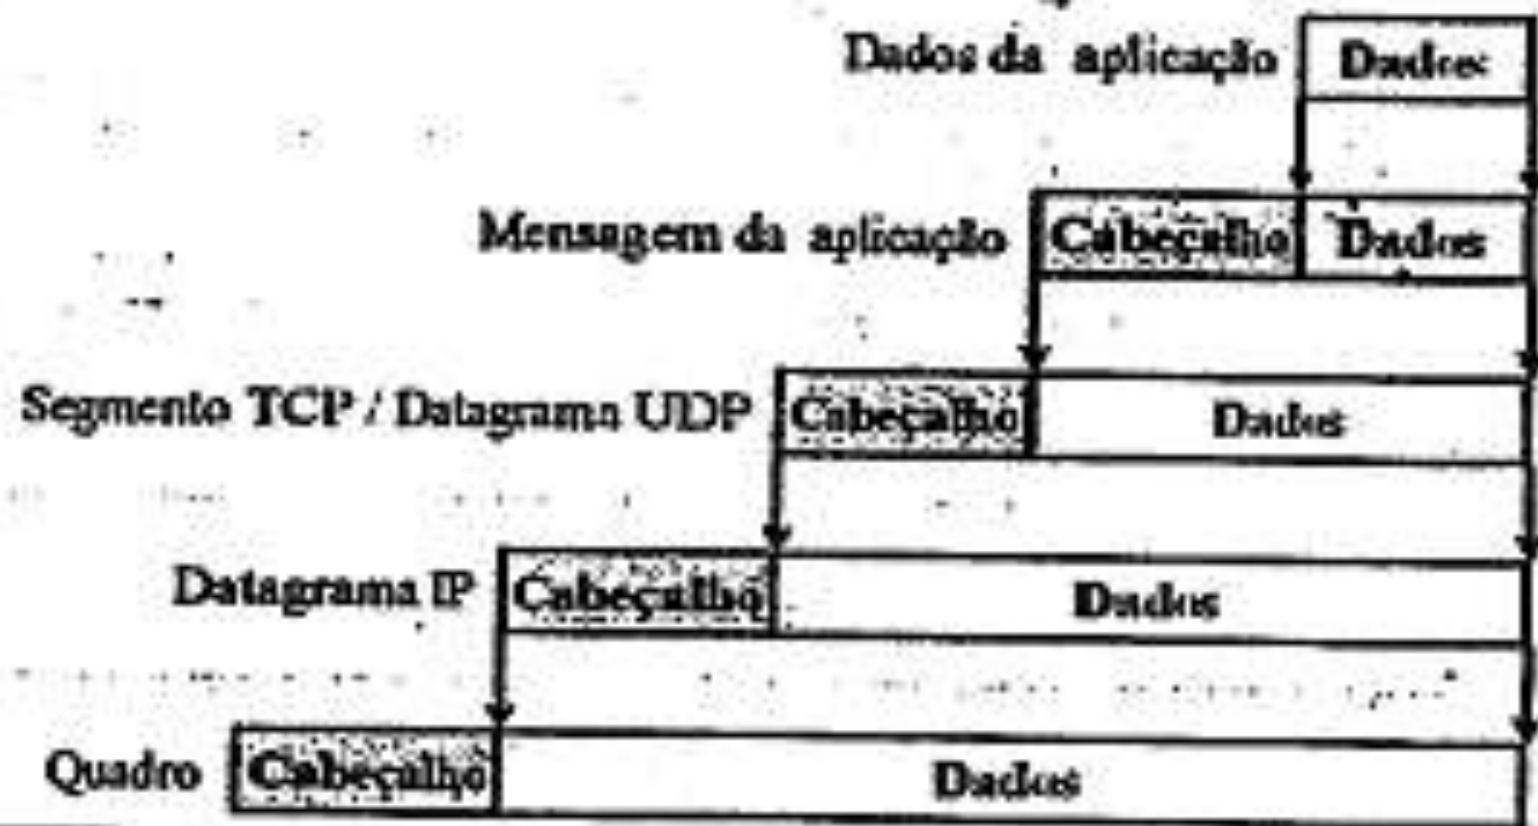 Dados da aplicação Dados
Mensagem da aplicação Cabeçalho Dados
Segmento TCP / Datagrama UDP Cabeçalho Dados
Datagrama IP Cabeçalho Dados
Quadro Cabeçalho Dados